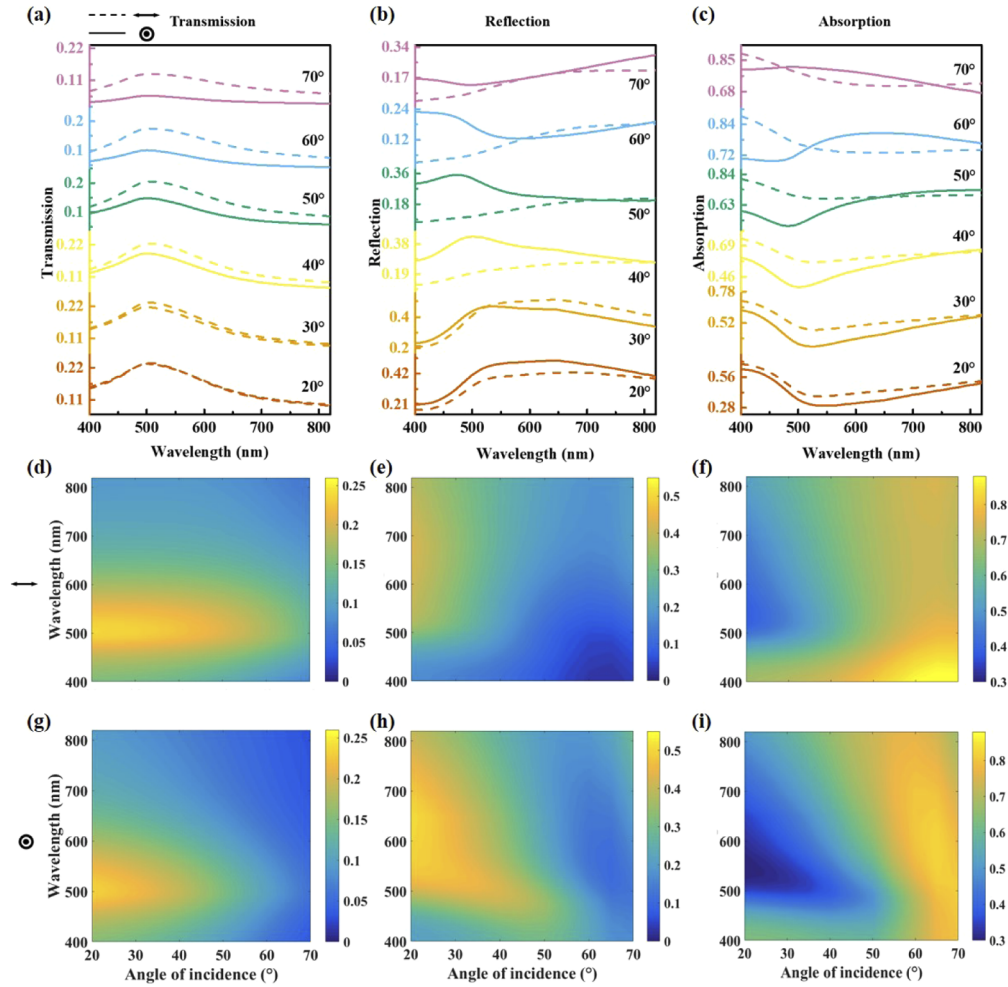 (a) Transmission (b) Reflection (c) Absorption
0.22 0.34 0.85
0.11 70° 0.17 70° 0.68 70°
0.2 0.24 0.84
0.1 60° 0.12 60° 0.72 60°
0.2 0.36 0.84
0.1 50° 0.18 50° 0.63 50°
0.22 0.38 0.69
0.11 40° 0.19 40° 0.46 40°
0.22 0.4 0.78
0.11 30° 0.2 30° 0.52 30°
0.22 0.42 0.56
0.11 20° 0.21 20° 0.28 20°
Transmission Reflection Absorption
400 500 600 700 800 400 500 600 700 800 400 500 600 700 800
Wavelength (nm) Wavelength (nm) Wavelength (nm)
(d) (e) (f)
Wavelength (nm)
800 700 600 500 400
0.25 0.2 0.15 0.1 0.05 0
0.5 0.4 0.3 0.2 0.1 0
0.8 0.7 0.6 0.5 0.4 0.3
(g) (h) (i)
Wavelength (nm)
800 700 600 500 400
0.25 0.2 0.15 0.1 0.05 0
800 700 600 500 400
0.5 0.4 0.3 0.2 0.1 0
800 700 600 500 400
0.8 0.7 0.6 0.5 0.4 0.3
20 30 40 50 60 70 20 30 40 50 60 70 20 30 40 50 60 70
Angle of incidence (°) Angle of incidence (°) Angle of incidence (°)